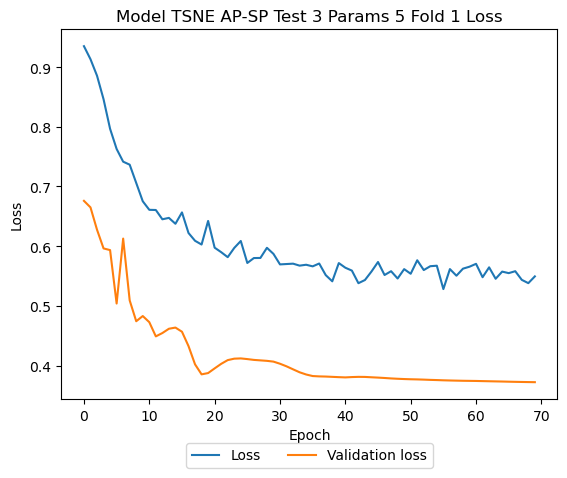 Model TSNE AP-SP Test 3 Params 5 Fold 1 Loss
0.9
0.8
0.7
0.6
0.5
0.4
Loss
0 10 20 30 40 50 60 70
Epoch
Loss Validation loss